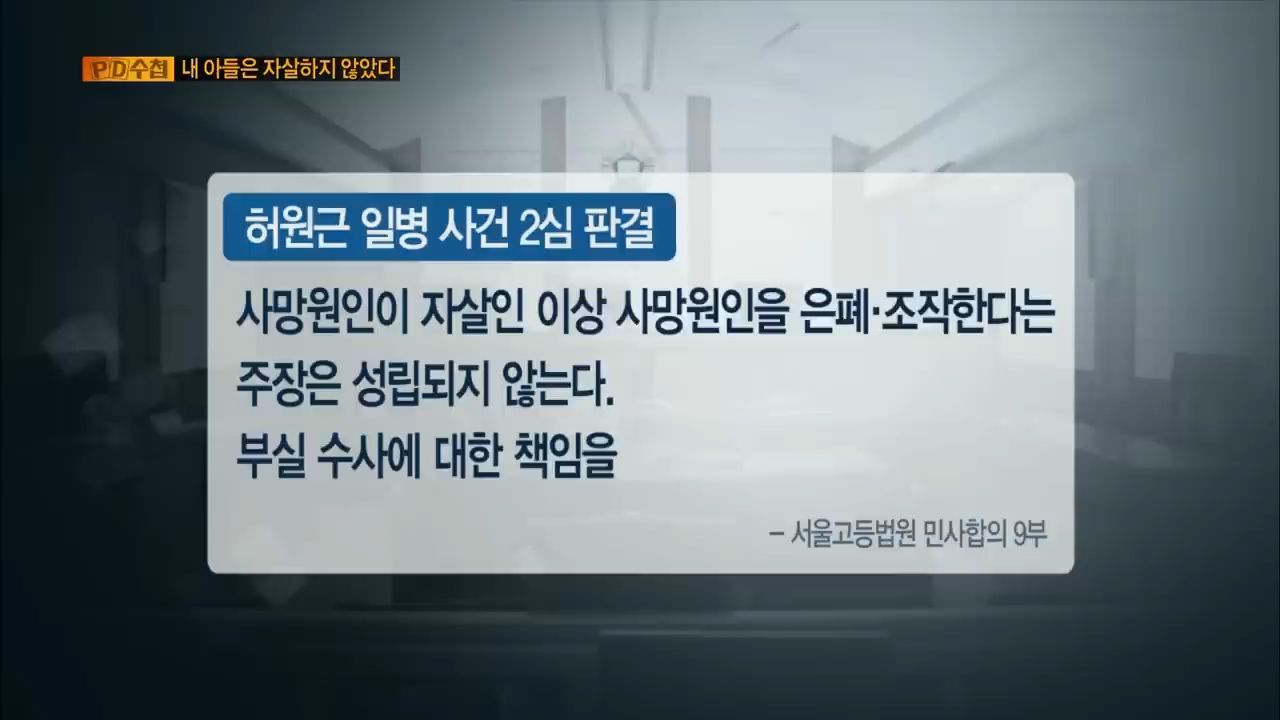 PD수첩 내 아들은 자살하지 않았다
허원근 일병 사건 2심 판결
사망원인이 자살인 이상 사망원인을 은폐·조작한다는
주장은 성립되지 않는다.
부실 수사에 대한 책임을
- 서울고등법원 민사합의 9부